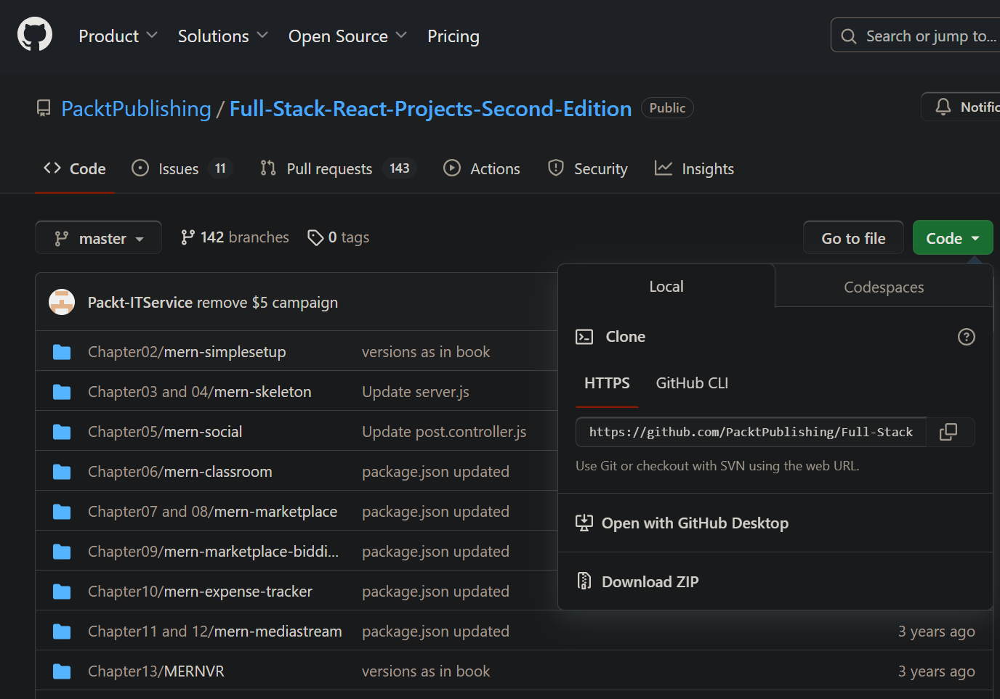 Product Solutions Open Source Pricing Search or jump to...
PacktPublishing / Full-Stack-React-Projects-Second-Edition Public Notific
Code Issues 11 Pull requests 143 Actions Security Insights
master 142 branches 0 tags Go to file Code
Local Codespaces
Packt-ITService remove $5 campaign
Clone
Chapter02/mern-simplesetup versions as in book
HTTPS GitHub CLI
Chapter03 and 04/mern-skeleton Update server.js
Chapter05/mern-social Update post.controller.js
https://github.com/PacktPublishing/Full-Stack
Use Git or checkout with SVN using the web URL.
Chapter06/mern-classroom package.json updated
Chapter07 and 08/mern-marketplace package.json updated
Open with GitHub Desktop
Chapter09/mern-marketplace-biddi... package.json updated
Download ZIP
Chapter10/mern-expense-tracker package.json updated
Chapter11 and 12/mern-mediastream package.json updated 3 years ago
Chapter13/MERNVR versions as in book 3 years ago